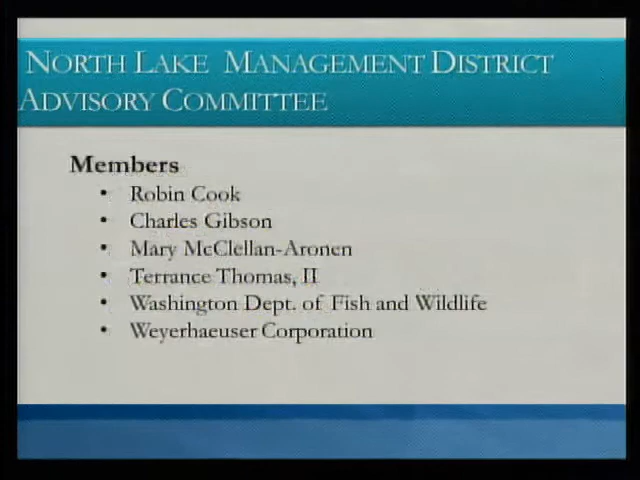 NORTH LAKE MANAGEMENT DISTRICT
ADVISORY COMMITTEE
Members
• Robin Cook
• Charles Gibson
• Mary McClellan-Aronen
• Terrance Thomas, II
• Washington Dept. of Fish and Wildlife
• Weyerhaeuser Corporation